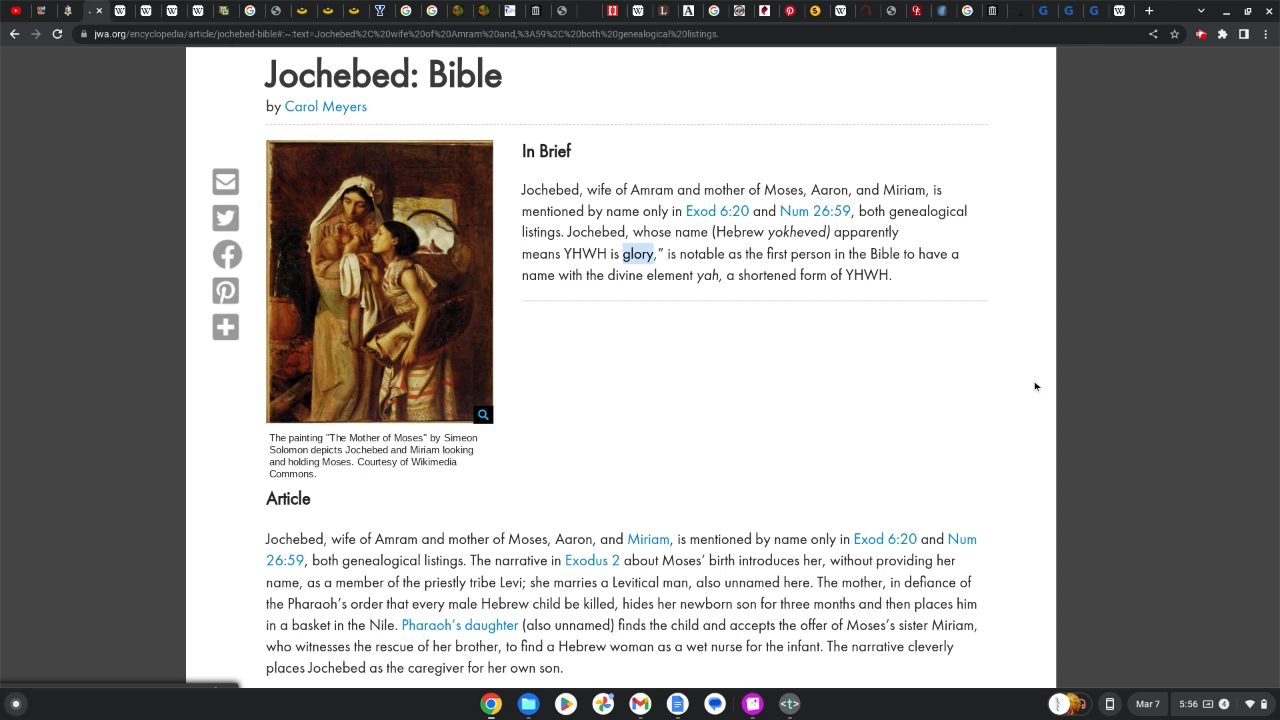 jwa.org/encyclopedia/article/jochebed-bible#:~:text=Jochebed%2C%20wife%20of%20Amram%20and,%3A59%2C%20both%20genealogical%20listings.
Jochebed: Bible
by Carol Meyers
In Brief
Jochebed, wife of Amram and mother of Moses, Aaron, and Miriam, is
mentioned by name only in Exod 6:20 and Num 26:59, both genealogical
listings. Jochebed, whose name (Hebrew yokheved) apparently
means YHWH is glory,” is notable as the first person in the Bible to have a
name with the divine element yah, a shortened form of YHWH.
The painting "The Mother of Moses" by Simeon
Solomon depicts Jochebed and Miriam looking
and holding Moses. Courtesy of Wikimedia
Commons.
Article
Jochebed, wife of Amram and mother of Moses, Aaron, and Miriam, is mentioned by name only in Exod 6:20 and Num
26:59, both genealogical listings. The narrative in Exodus 2 about Moses’ birth introduces her, without providing her
name, as a member of the priestly tribe Levi; she marries a Levitical man, also unnamed here. The mother, in defiance of
the Pharaoh’s order that every male Hebrew child be killed, hides her newborn son for three months and then places him
in a basket in the Nile. Pharaoh’s daughter (also unnamed) finds the child and accepts the offer of Moses’s sister Miriam,
who witnesses the rescue of her brother, to find a Hebrew woman as a wet nurse for the infant. The narrative cleverly
places Jochebed as the caregiver for her own son.
Mar 7
5:56